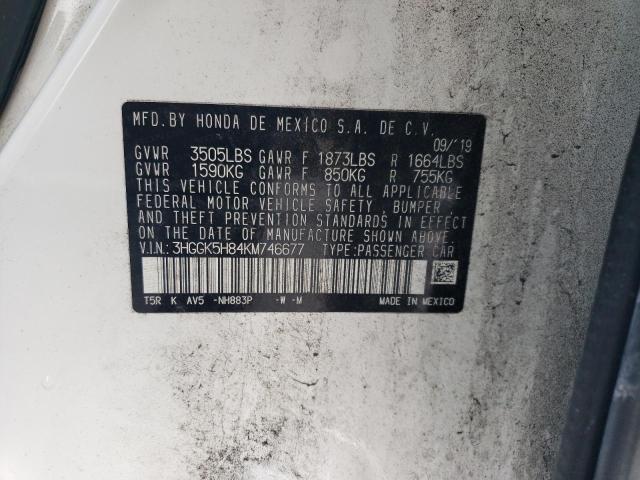 MFD. BY HONDA DE MEXICO S.A. DE C.V.
09/'19
GVWR 3505LBS GAWR F 1873LBS R 1664LBS
GVWR 1590KG GAWR F 850KG R 755KG
THIS VEHICLE CONFORMS TO ALL APPLICABLE
FEDERAL MOTOR VEHICLE SAFETY, BUMPER,
AND THEFT PREVENTION STANDARDS IN EFFECT
ON THE DATE OF MANUFACTURE SHOWN ABOVE.
V.I.N.: 3HGGK5H84KM746677 TYPE:PASSENGER CAR
T5R K AV5 -NH883P -W -M MADE IN MEXICO